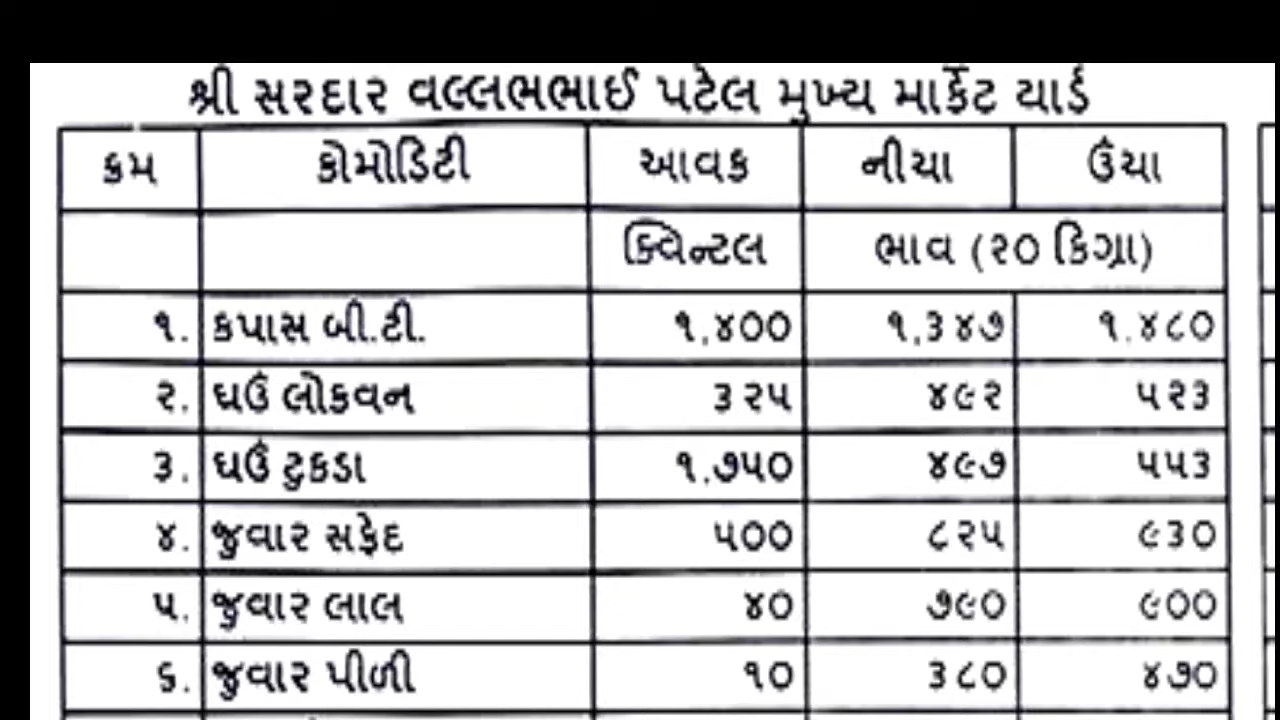 શ્રી સરદાર વલ્લભભાઈ પટેલ મુખ્ય માર્કેટ યાર્ડ
ક્રમ કોમોડિટી આવક નીચા ઉંચા
ક્વિન્ટલ ભાવ (૨૦ કિગ્રા)
૧. કપાસ બી.ટી. ૧,૪૦૦ ૧,૩૪૭ ૧.૪૮૦
૨. ઘઉં લોકવન ૩૨૫ ૪૯૨ ૫૨૩
૩. ઘઉં ટુકડા ૧,૭૫૦ ૪૯૭ ૫૫૩
૪. જુવાર સફેદ ૫૦૦ ૮૨૫ ૯૩૦
૫. જુવાર લાલ ૪૦ ૭૯૦ ૯૦૦
૬. જુવાર પીળી ૧૦ ૩૮૦ ૪૭૦